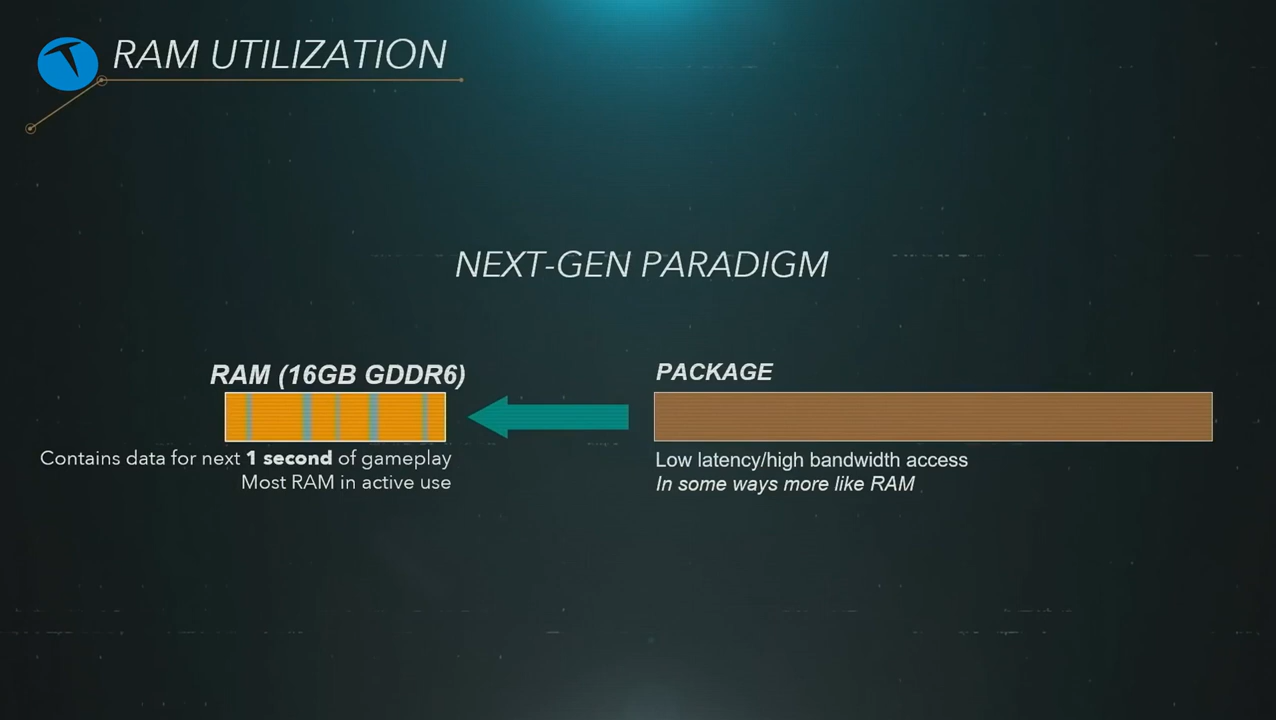 RAM UTILIZATION
NEXT-GEN PARADIGM
RAM (16GB GDDR6)
Contains data for next 1 second of gameplay
Most RAM in active use
PACKAGE
Low latency/high bandwidth access
In some ways more like RAM